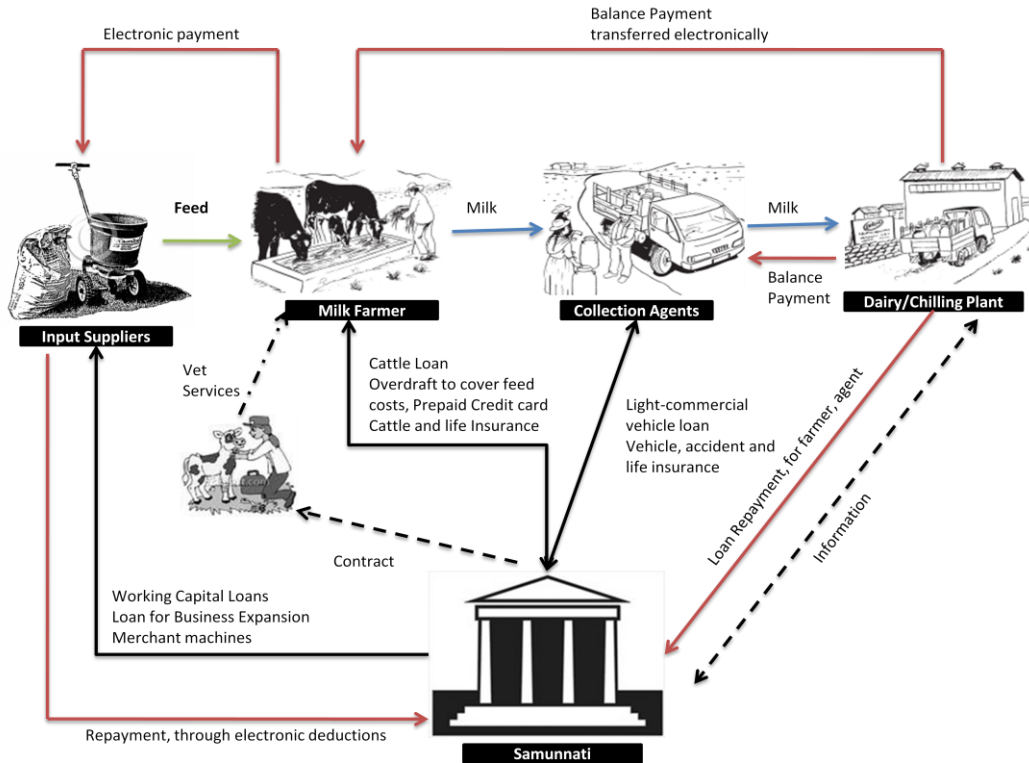 Balance Payment
transferred electronically
Electronic payment
Feed
Milk
Milk
Balance
Payment
Input Suppliers
Milk Farmer
Collection Agents
Dairy/Chilling Plant
Vet
Services
Cattle Loan
Overdraft to cover feed
costs, Prepaid Credit card
Cattle and life Insurance
Light-commercial
vehicle loan
Vehicle, accident and
life insurance
Loan Repayment, for farmer, agent
Information
Contract
Working Capital Loans
Loan for Business Expansion
Merchant machines
Repayment, through electronic deductions
Samunnati